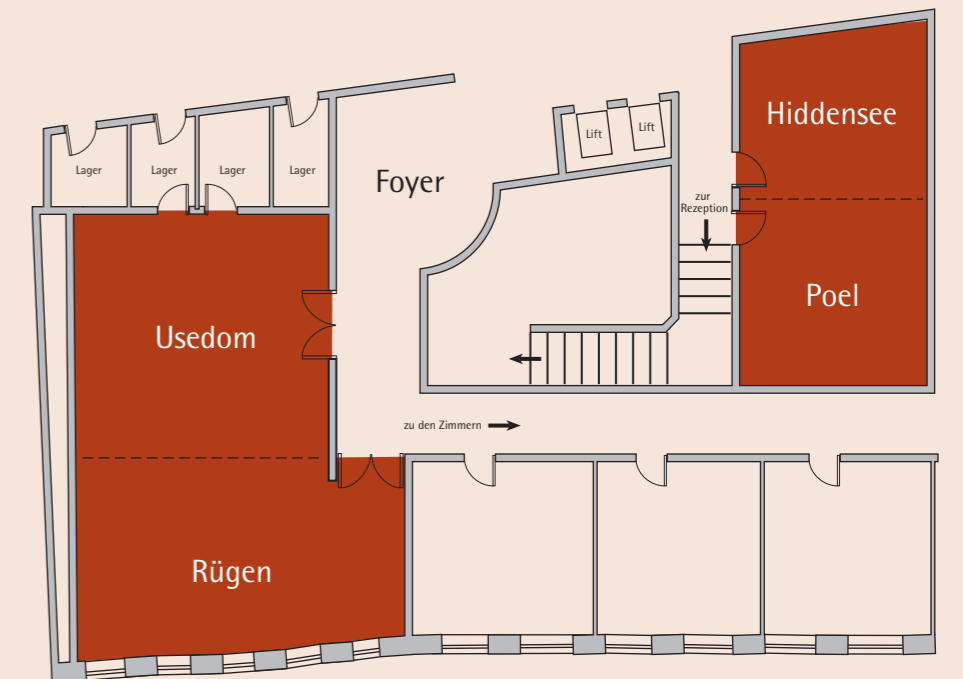 Hiddensee
Lift
Lift
Lager
Lager
Lager
Lager
Foyer
zur
Rezeption
Poel
Usedom
zu den Zimmern
Rügen